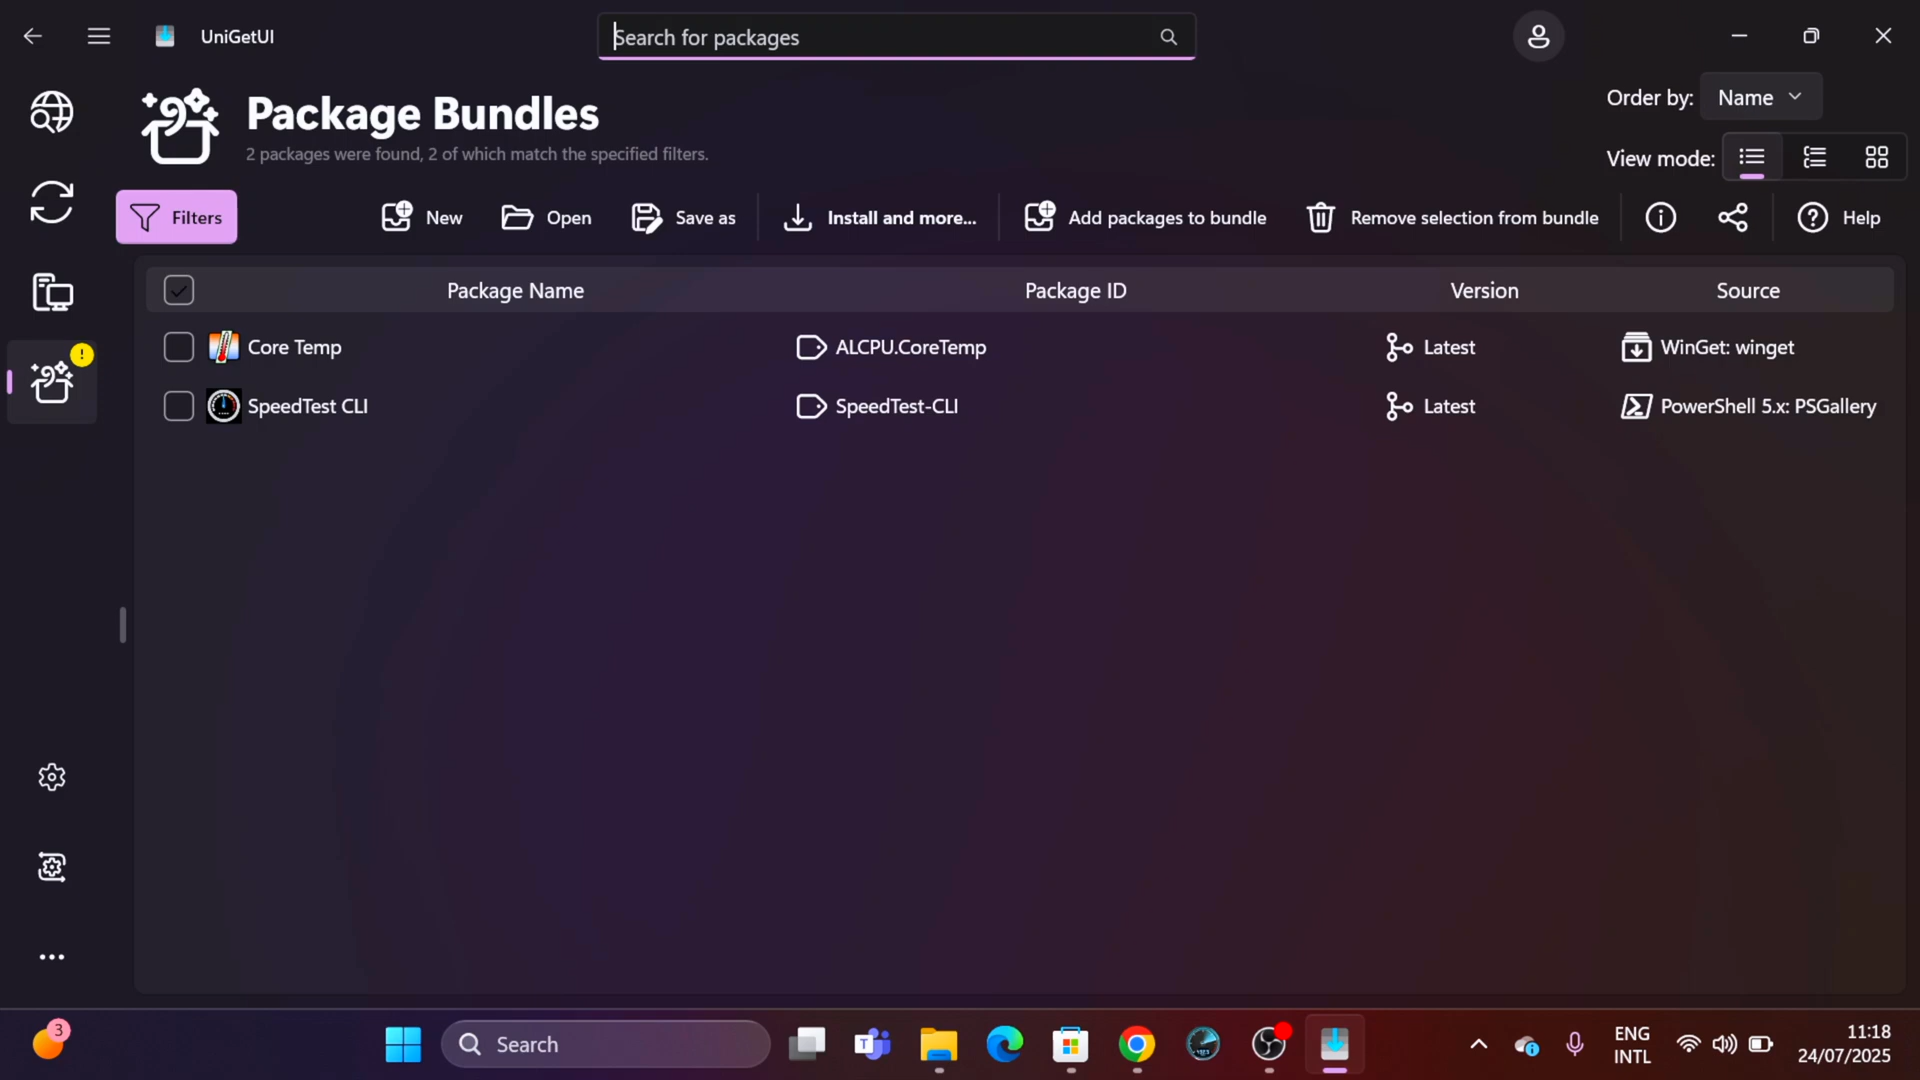 UniGetUI
Search for packages
Package Bundles
2 packages were found, 2 of which match the specified filters.
Order by: Name
View mode:
Filters
New
Open
Save as
Install and more...
Add packages to bundle
Remove selection from bundle
Help
Package Name Package ID Version Source
Core Temp ALCPU.CoreTemp Latest WinGet: winget
SpeedTest CLI SpeedTest-CLI Latest PowerShell 5.x: PSGallery
3
Search
T
ENG
INTL
11:18
24/07/2025